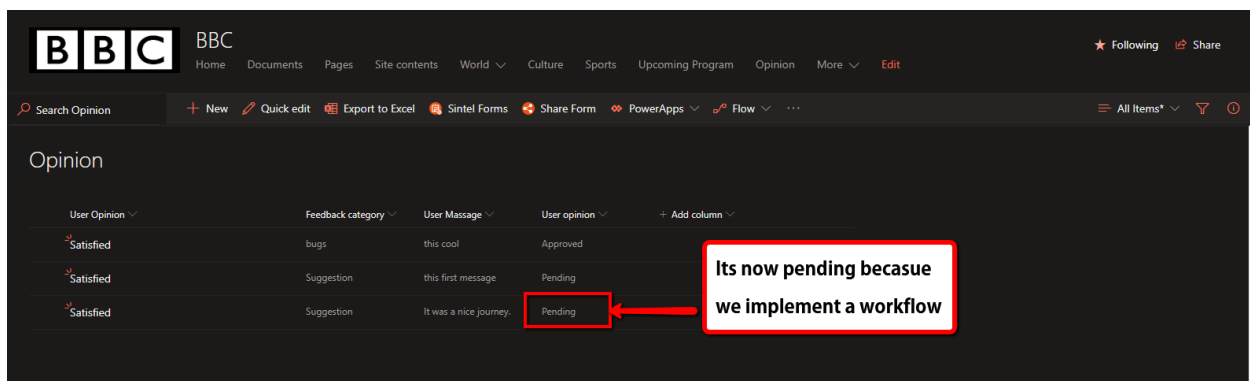 BBC
BBC
★ Following Share
Home Documents Pages Site contents World Culture Sports Upcoming Program Opinion More Edit
Search Opinion + New Quick edit Export to Excel Sintel Forms Share Form PowerApps Flow ··· All Items*
Opinion
User Opinion Feedback category User Massage User opinion + Add column
Satisfied bugs this cool Approved
Satisfied Suggestion this first message Pending
Satisfied Suggestion It was a nice journey. Pending
Its now pending becasue
we implement a workflow